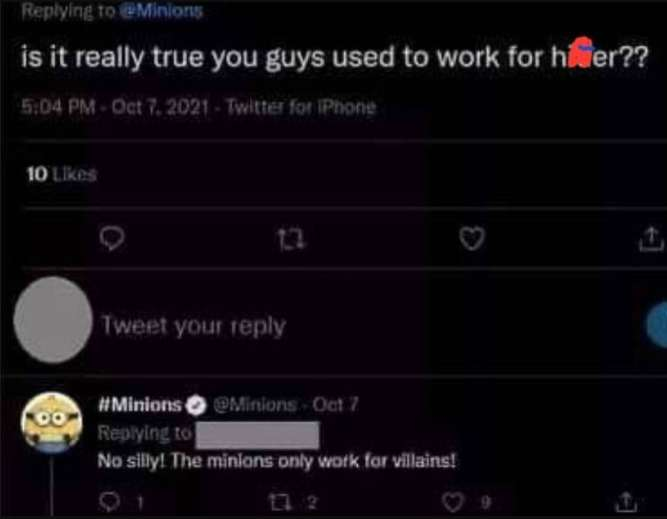 Replying to @Minions
is it really true you guys used to work for h er??
5:04 PM - Oct 7, 2021 - Twitter for iPhone
10 Likes
Tweet your reply
#Minions @Minions - Oct 7
Replying to
No silly! The minions only work for villains!
1 2 9